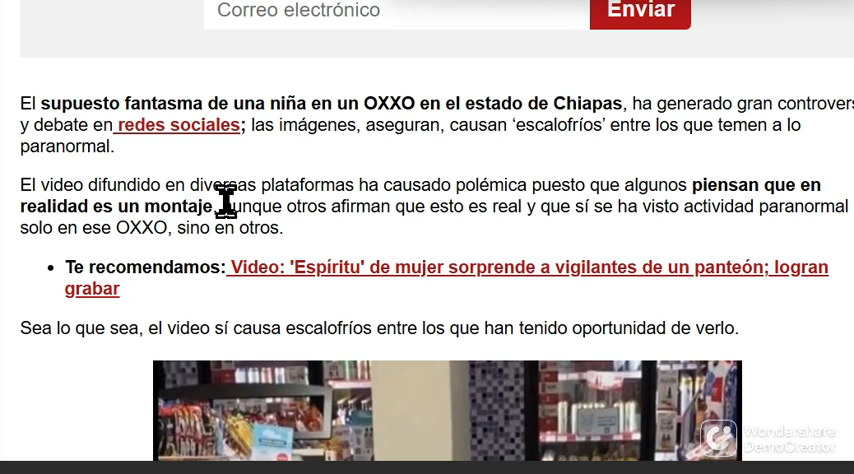 Correo electrónico
Enviar
El supuesto fantasma de una niña en un OXXO en el estado de Chiapas, ha generado gran controvers
y debate en redes sociales; las imágenes, aseguran, causan ‘escalofríos’ entre los que temen a lo
paranormal.
El video difundido en diversas plataformas ha causado polémica puesto que algunos piensan que en
realidad es un montaje, aunque otros afirman que esto es real y que sí se ha visto actividad paranormal
solo en ese OXXO, sino en otros.
• Te recomendamos: Video: 'Espíritu' de mujer sorprende a vigilantes de un panteón; logran
grabar
Sea lo que sea, el video sí causa escalofríos entre los que han tenido oportunidad de verlo.
Wondershare
DemoCreator